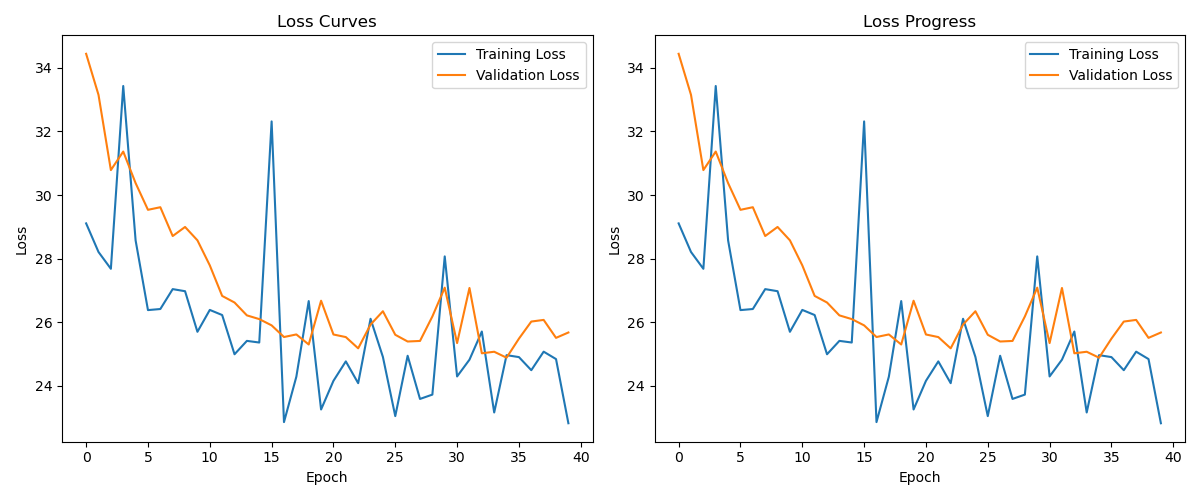 Loss Curves
Training Loss
Validation Loss
34
32
30
28
26
24
Loss
0 5 10 15 20 25 30 35 40
Epoch
Loss Progress
Training Loss
Validation Loss
34
32
30
28
26
24
Loss
0 5 10 15 20 25 30 35 40
Epoch